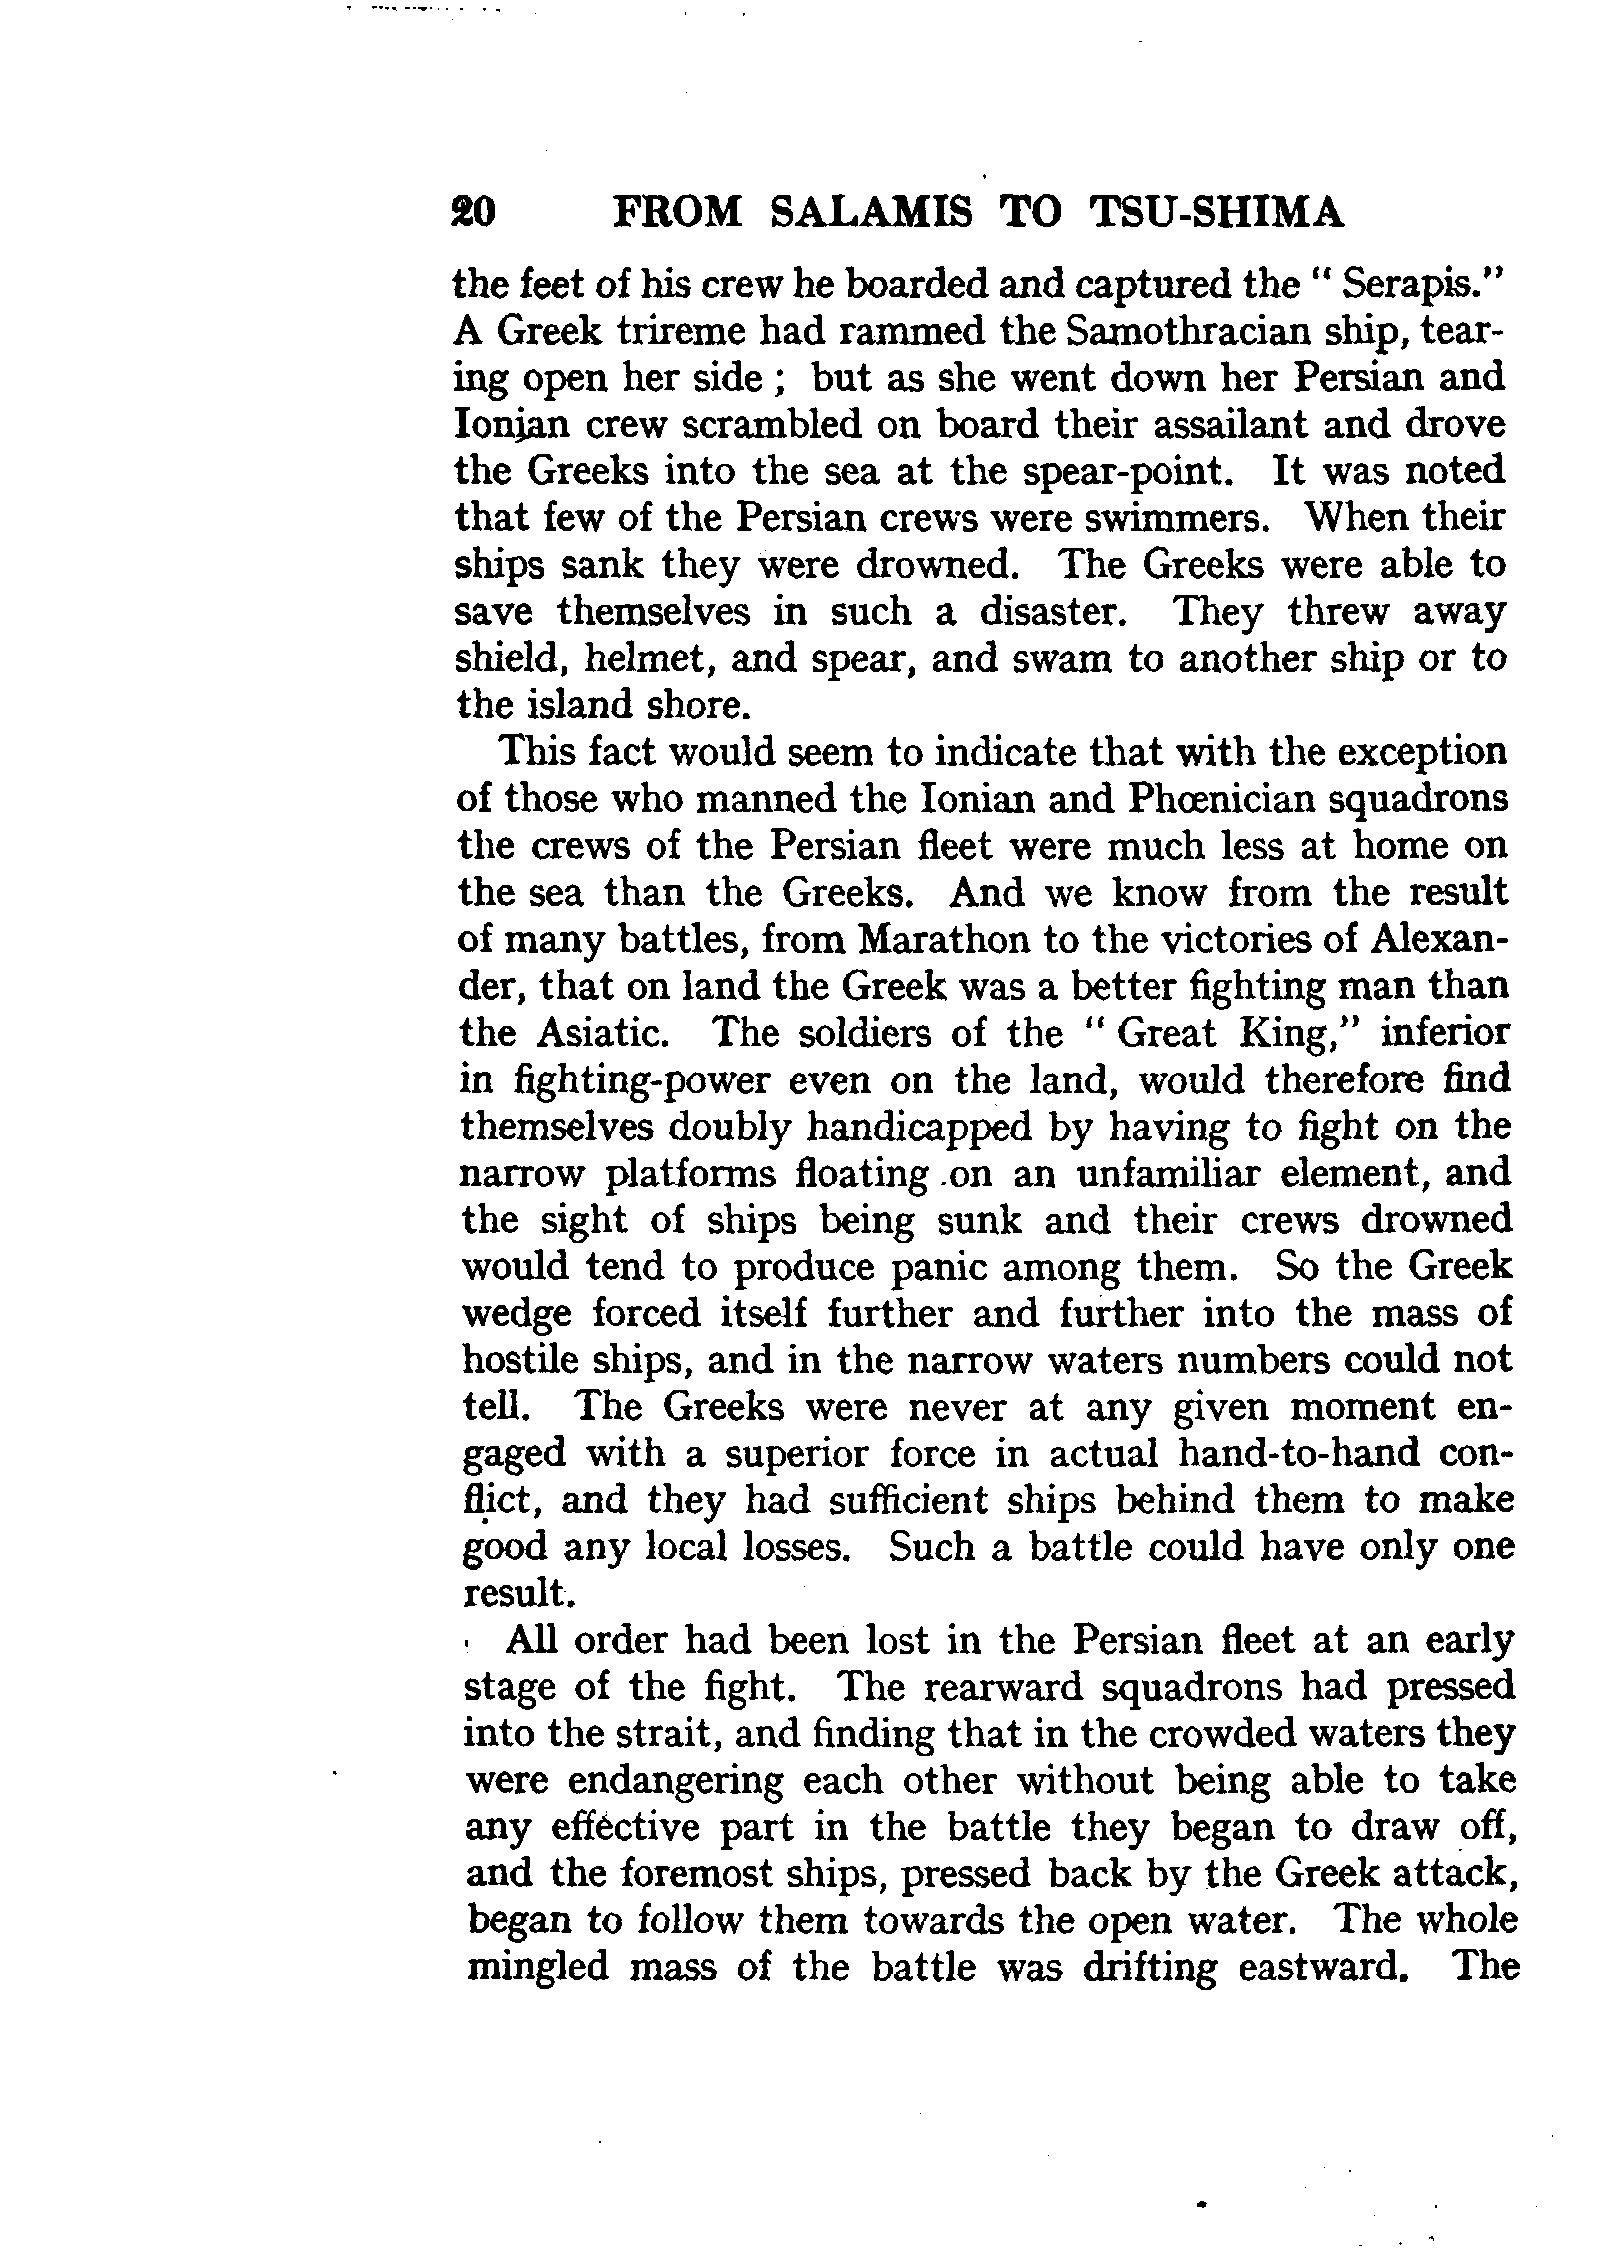 20 FROM SALAMIS TO TSU-SHIMA
the feet of his crew he boarded and captured the " Serapis."
A Greek trireme had rammed the Samothracian ship, tear-
ing open her side ; but as she went down her Persian and
Ionian crew scrambled on board their assailant and drove
the Greeks into the sea at the spear-point. It was noted
that few of the Persian crews were swimmers. When their
ships sank they were drowned. The Greeks were able to
save themselves in such a disaster. They threw away
shield, helmet, and spear, and swam to another ship or to
the island shore.
This fact would seem to indicate that with the exception
of those who manned the Ionian and Phœnician squadrons
the crews of the Persian fleet were much less at home on
the sea than the Greeks. And we know from the result
of many battles, from Marathon to the victories of Alexan-
der, that on land the Greek was a better fighting man than
the Asiatic. The soldiers of the " Great King," inferior
in fighting-power even on the land, would therefore find
themselves doubly handicapped by having to fight on the
narrow platforms floating on an unfamiliar element, and
the sight of ships being sunk and their crews drowned
would tend to produce panic among them. So the Greek
wedge forced itself further and further into the mass of
hostile ships, and in the narrow waters numbers could not
tell. The Greeks were never at any given moment en-
gaged with a superior force in actual hand-to-hand con-
flict, and they had sufficient ships behind them to make
good any local losses. Such a battle could have only one
result.
All order had been lost in the Persian fleet at an early
stage of the fight. The rearward squadrons had pressed
into the strait, and finding that in the crowded waters they
were endangering each other without being able to take
any effective part in the battle they began to draw off,
and the foremost ships, pressed back by the Greek attack,
began to follow them towards the open water. The whole
mingled mass of the battle was drifting eastward. The